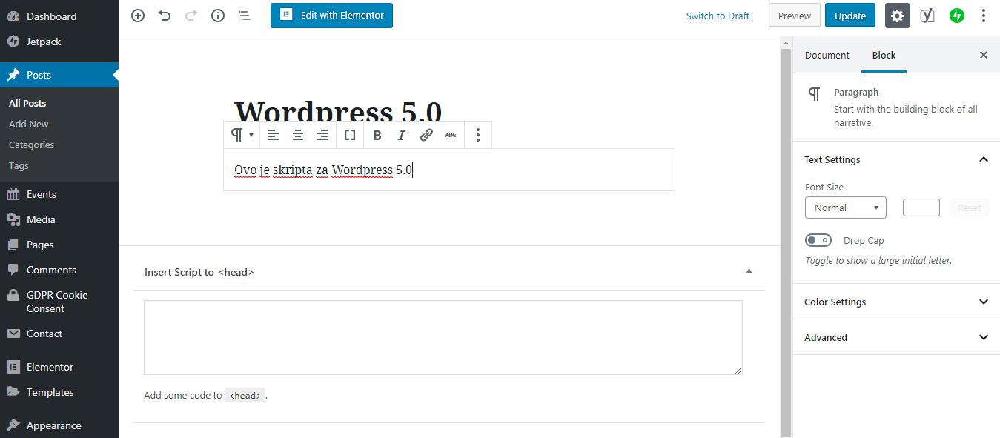 Dashboard
Jetpack
Posts
All Posts
Add New
Categories
Tags
Events
Media
Pages
Comments
GDPR Cookie
Consent
Contact
Elementor
Templates
Appearance
Edit with Elementor
Switch to Draft
Preview
Update
Wordpress 5.0
B I ABC
Ovo je skripta za Wordpress 5.0
Insert Script to <head>
Add some code to <head> .
Document
Block
Paragraph
Start with the building block of all
narrative.
Text Settings
Font Size
Normal
Reset
Drop Cap
Toggle to show a large initial letter.
Color Settings
Advanced